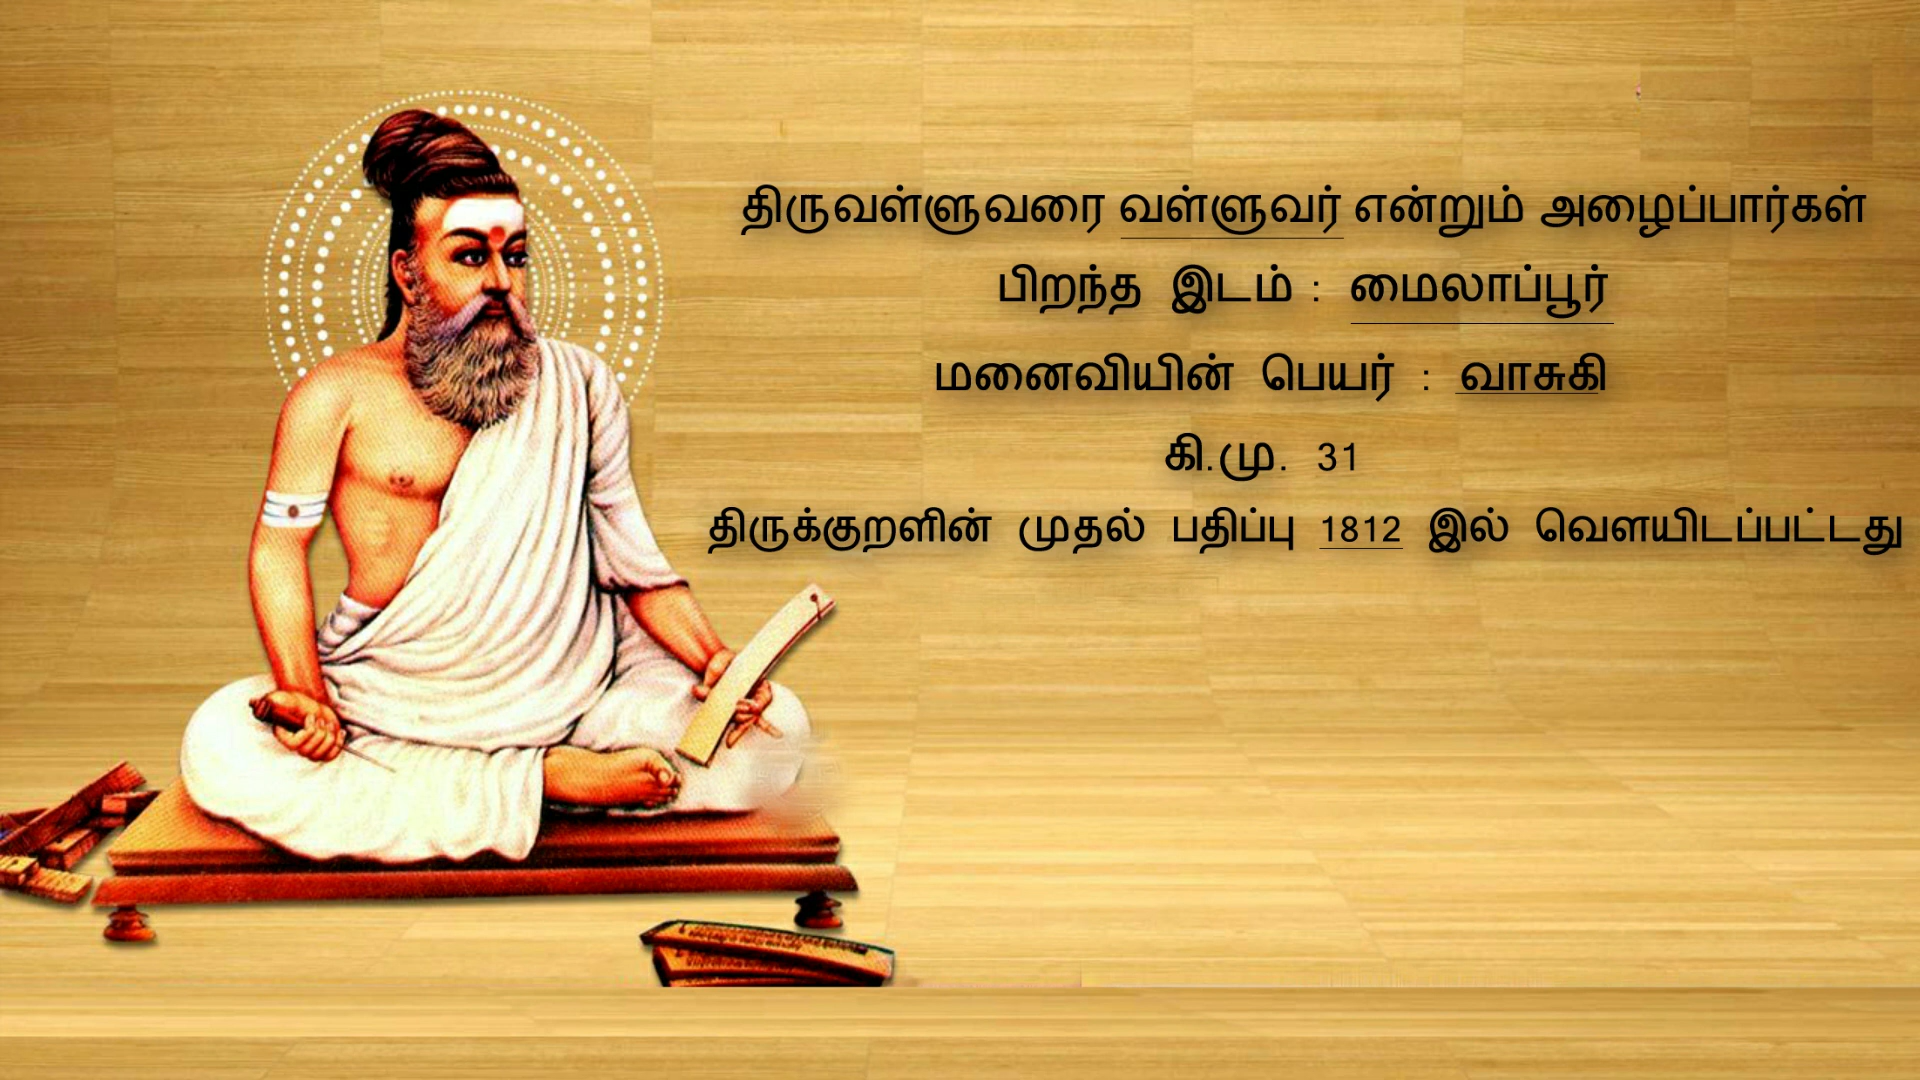 திருவள்ளுவரை வள்ளுவர் என்றும் அழைப்பார்கள்
பிறந்த இடம் : மைலாப்பூர்
மனைவியின் பெயர் : வாசுகி
கி.மு. 31
திருக்குறளின் முதல் பதிப்பு 1812 இல் வெளயிடப்பட்டது